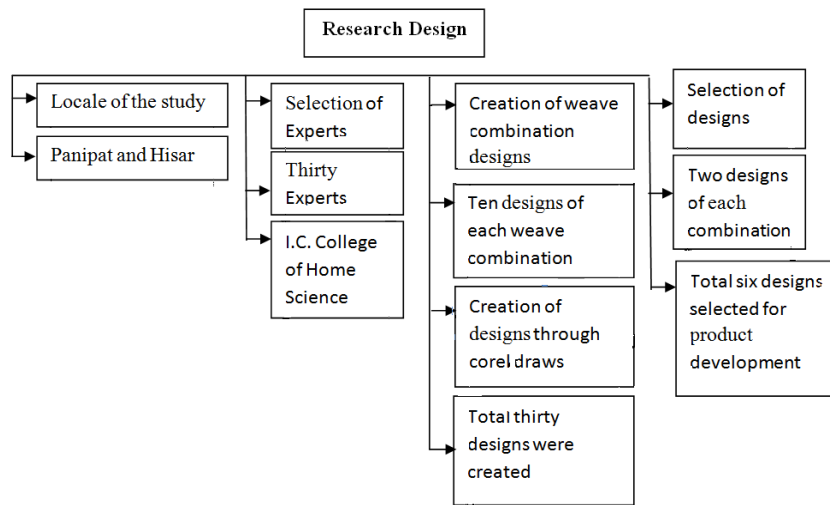 Research Design
Locale of the study
Panipat and Hisar
Selection of
Experts
Thirty
Experts
I.C. College
of Home
Science
Creation of weave
combination
designs
Ten designs of
each weave
combination
Creation of
designs through
corel draws
Total thirty
designs were
created
Selection of
designs
Two designs
of each
combination
Total six designs
selected for
product
development